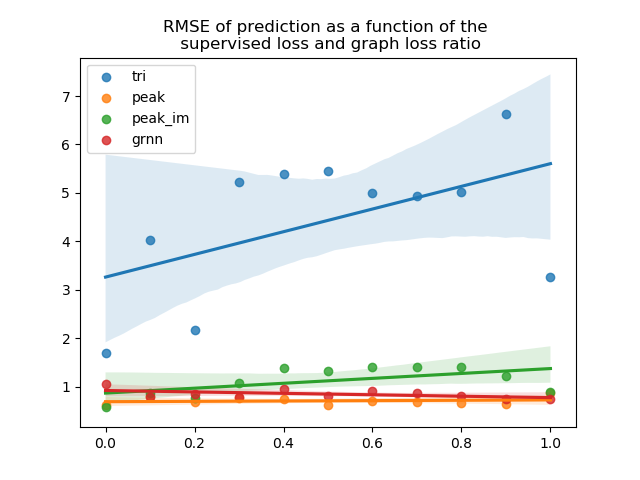 RMSE of prediction as a function of the
supervised loss and graph loss ratio
tri
peak
peak_im
grnn
7
6
5
4
3
2
1
0.0 0.2 0.4 0.6 0.8 1.0